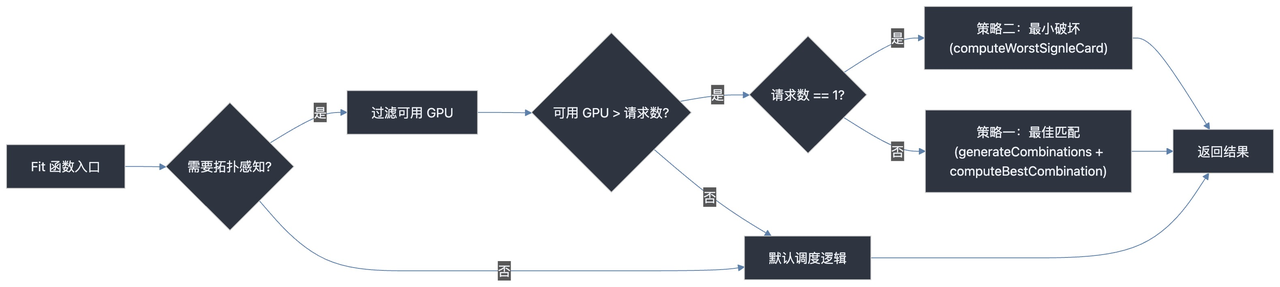 Fit 函数入口
需要拓扑感知?
是
过滤可用 GPU
可用 GPU > 请求数?
是
请求数 == 1?
是
策略二：最小破坏
(computeWorstSignleCard)
否
策略一：最佳匹配
(generateCombinations +
computeBestCombination)
返回结果
否
默认调度逻辑
否